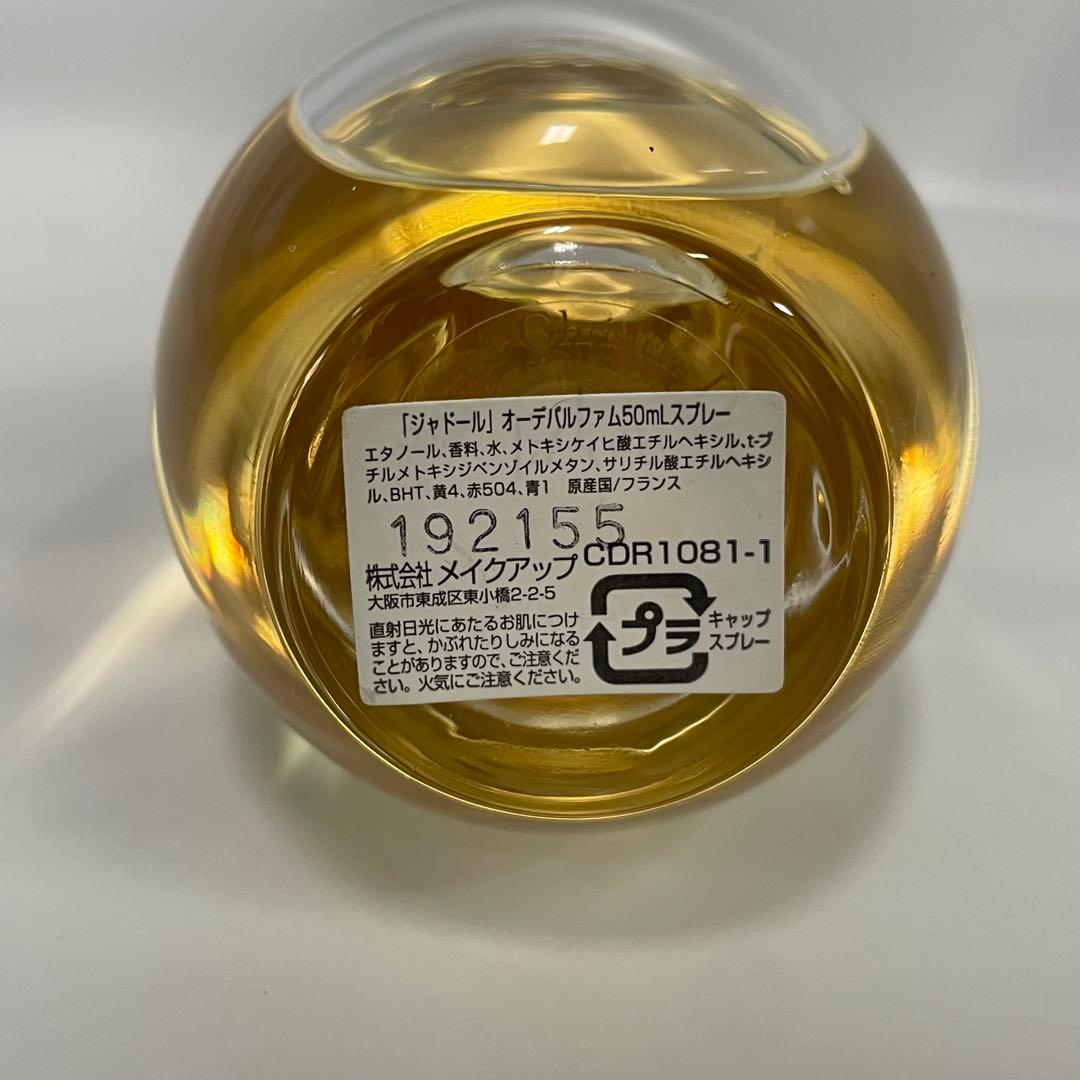 Christian
「ジャドール」 オーデパルファム50mLスプレー
エタノール、香料、水、メトキシケイヒ酸エチルヘキシル、t-ブ
チルメトキシジベンゾイルメタン、サリチル酸エチルヘキシ
ル、BHT、黄4、赤504、青1 原産国/フランス
192155
株式会社 メイクアップ CDR1081-1
大阪市東成区東小橋2-2-5
直射日光にあたるお肌につけ
ますと、かぶれたりしみになる
ことがありますので、ご注意くだ
さい。火気にご注意ください。
プラ
キャップ
スプレー